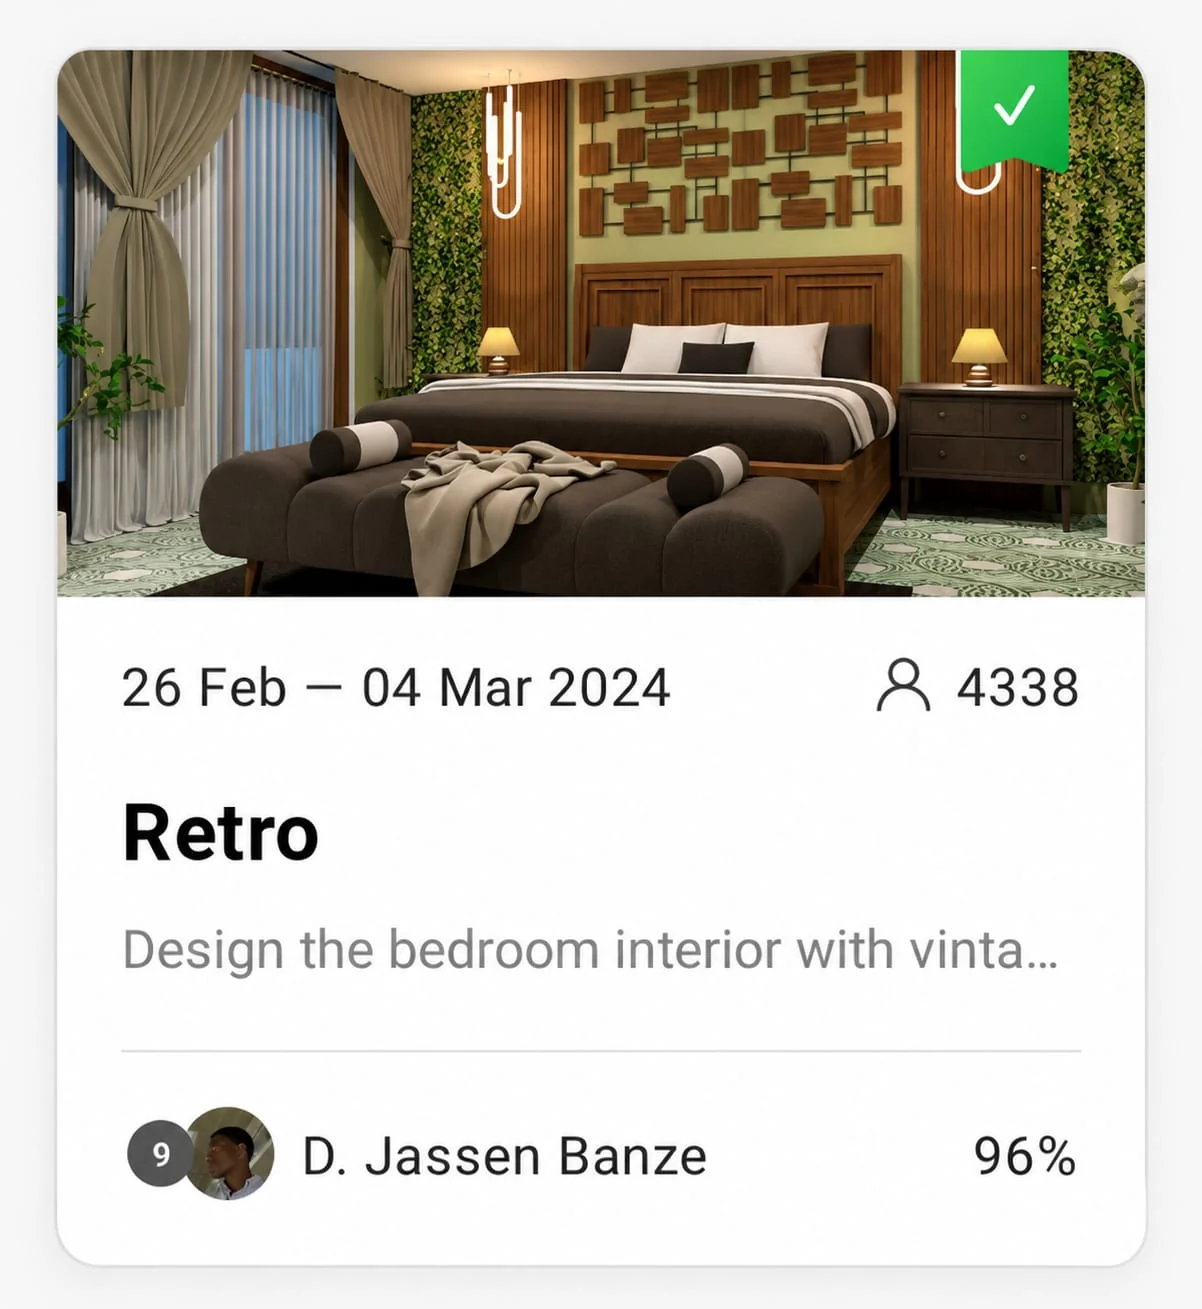 26 Feb — 04 Mar 2024 4338
Retro
Design the bedroom interior with vinta…
9 D. Jassen Banze 96%